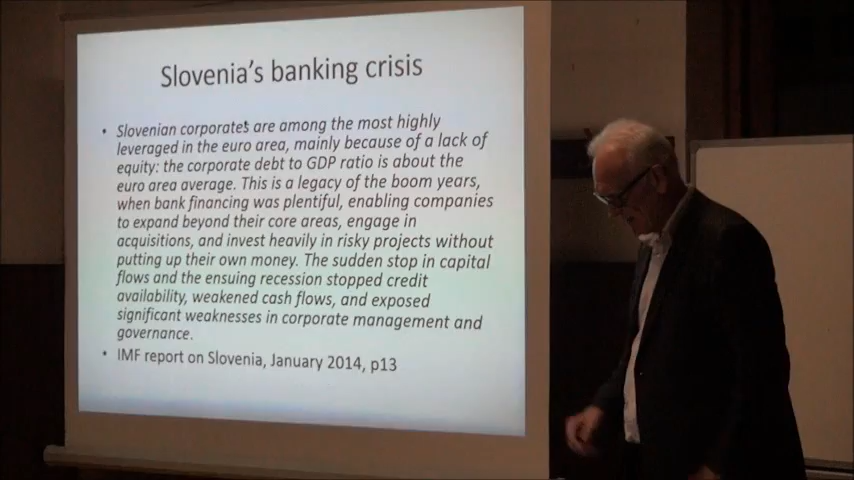 Slovenia's banking crisis
• Slovenian corporates are among the most highly
leveraged in the euro area, mainly because of a lack of
equity: the corporate debt to GDP ratio is about the
euro area average. This is a legacy of the boom years,
when bank financing was plentiful, enabling companies
to expand beyond their core areas, engage in
acquisitions, and invest heavily in risky projects without
putting up their own money. The sudden stop in capital
flows and the ensuing recession stopped credit
availability, weakened cash flows, and exposed
significant weaknesses in corporate management and
governance.
• IMF report on Slovenia, January 2014, p13